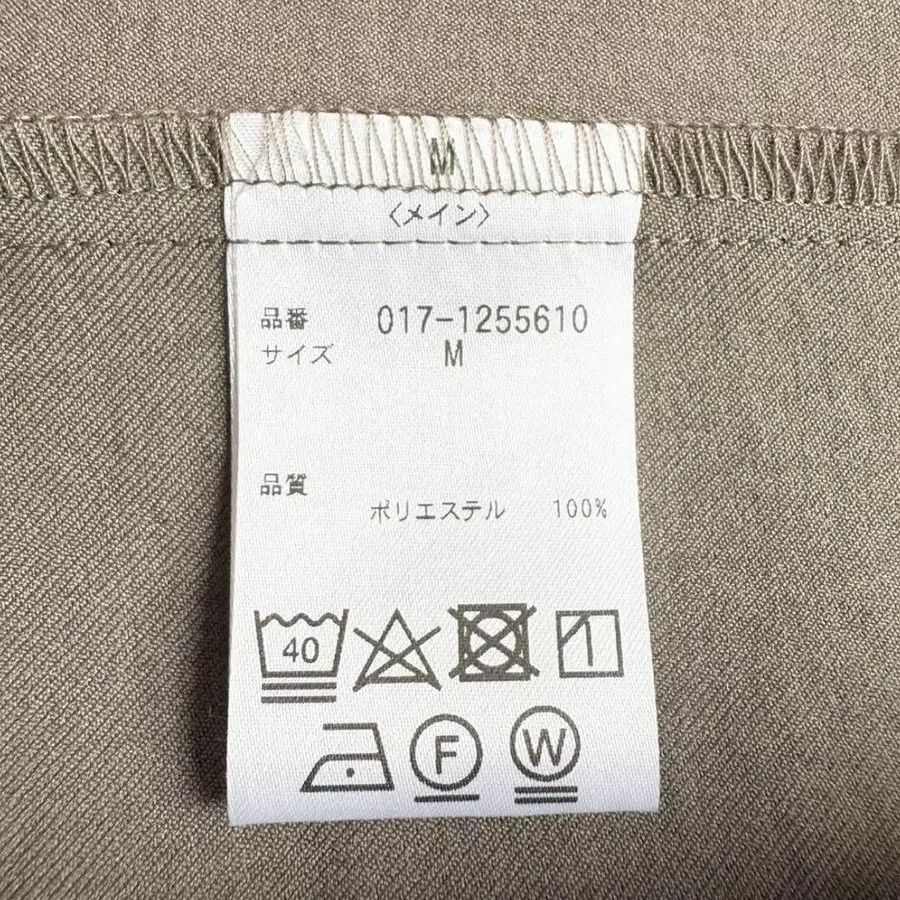 M
〈メイン〉
品番 017-1255610
サイズ M
品質
ポリエステル 100%
40
F W